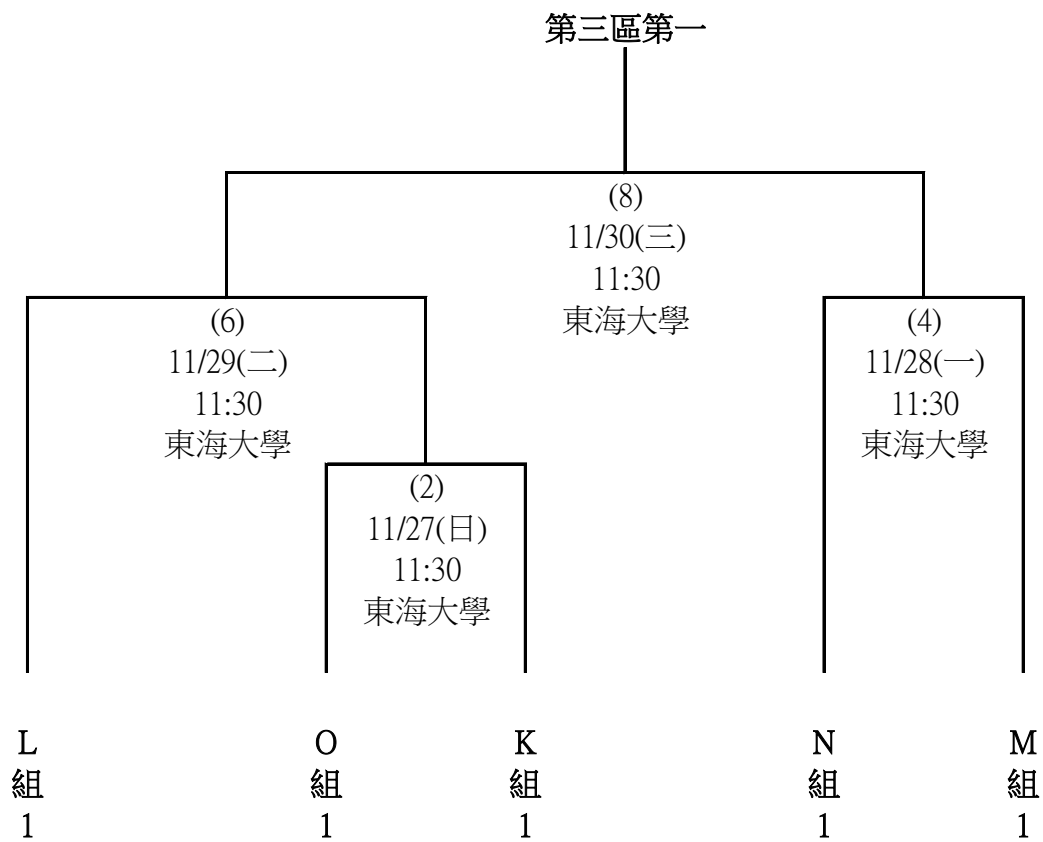 第三區第一
(8)
11/30(三)
11:30
東海大學
(6)
11/29(二)
11:30
東海大學
(4)
11/28(一)
11:30
東海大學
(2)
11/27(日)
11:30
東海大學
L
組
1
O
組
1
K
組
1
N
組
1
M
組
1